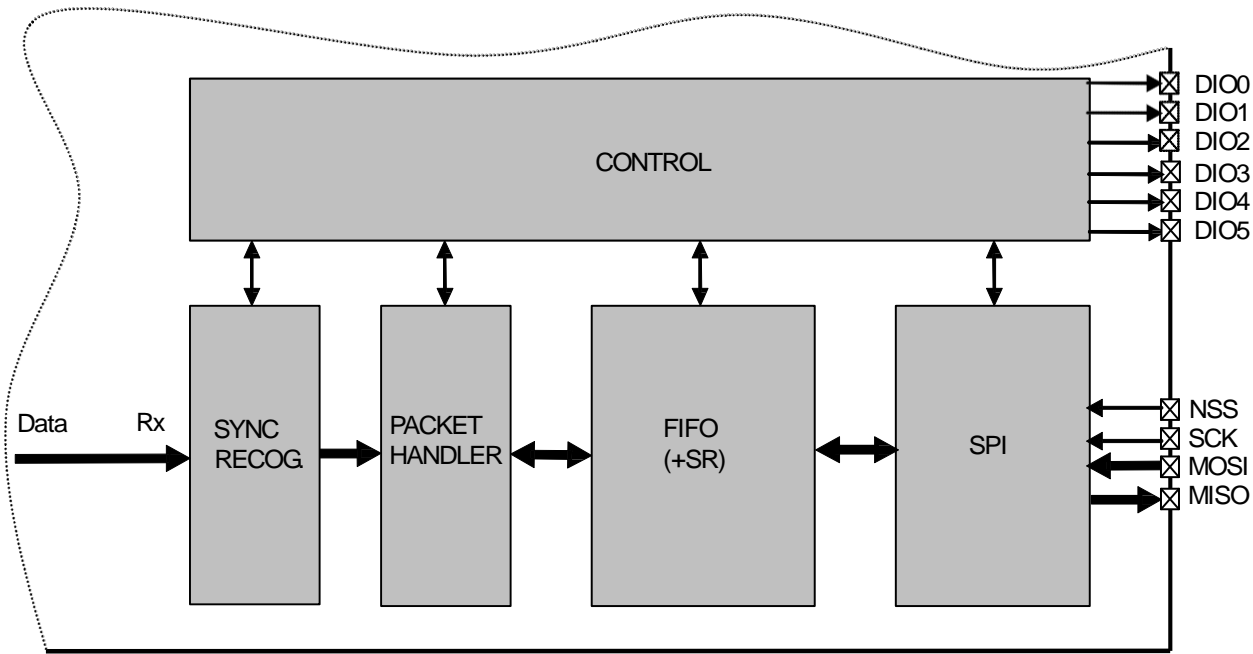 DIO0
DIO1
DIO2
DIO3
DIO4
DIO5
CONTROL
Data
Rx
SYNC
RECOG.
PACKET
HANDLER
FIFO
(+SR)
SPI
NSS
SCK
MOSI
MISO